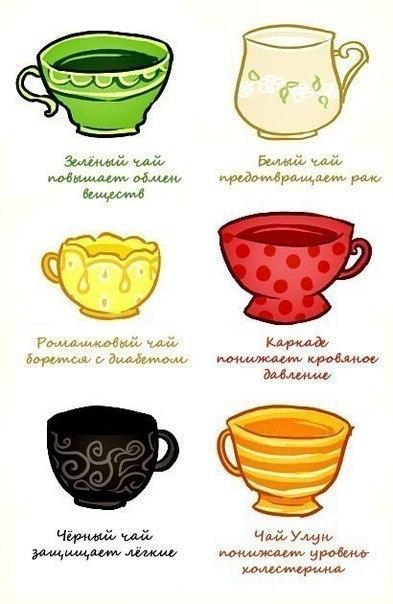 Зелёный чай
повышает обмен
веществ
Белый чай
предотвращает рак
Ромашковый чай
борется с диабетом
Каркаде
понижает кровяное
давление
Чёрный чай
защищает лёгкие
Чай Улун
понижает уровень
холестерина